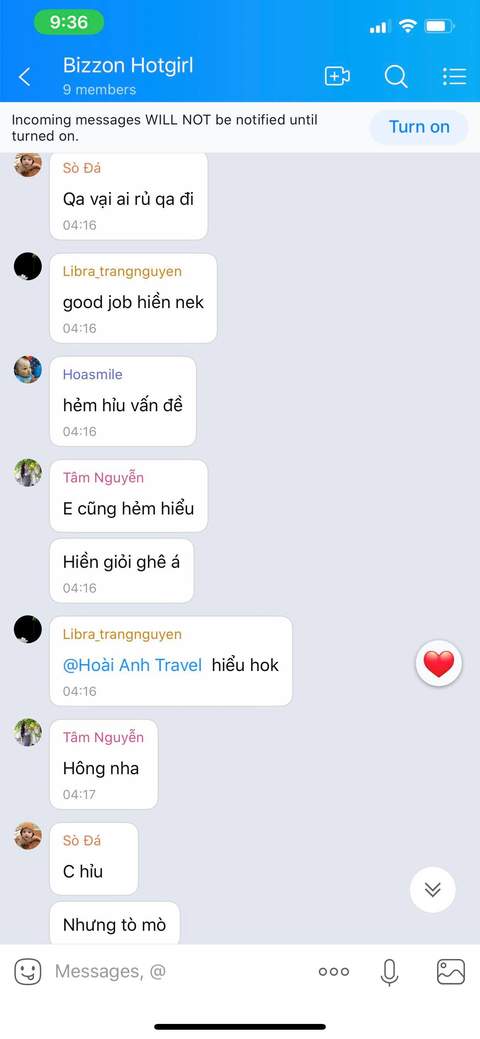 9:36
Bizzon Hotgirl
9 members
Incoming messages WILL NOT be notified until
turned on.
Turn on
Sò Đá
Qa vại ai rủ qa đi
04:16
Libra_trangnguyen
good job hiền nek
04:16
Hoasmile
hẻm hỉu vấn đề
04:16
Tâm Nguyễn
E cũng hẻm hiểu
Hiền giỏi ghê á
04:16
Libra_trangnguyen
@Hoài Anh Travel hiểu hok
04:16
Tâm Nguyễn
Hông nha
04:17
Sò Đá
C hỉu
Nhưng tò mò
Messages, @